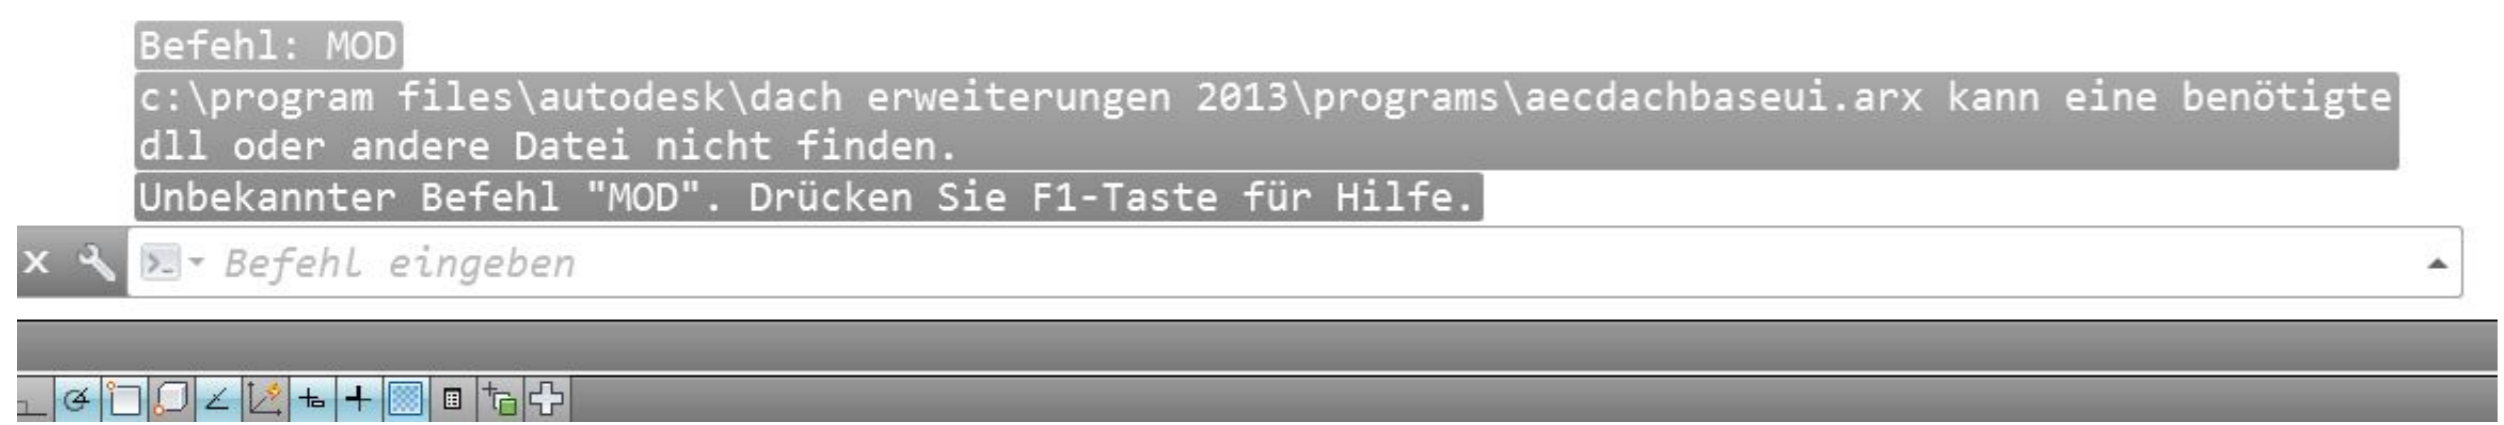 Befehl: MOD
c:\program files\autodesk\dach erweiterungen 2013\programs\aecdachbaseui.arx kann eine benötigte
dll oder andere Datei nicht finden.
Unbekannter Befehl "MOD". Drücken Sie F1-Taste für Hilfe.
Befehl eingeben